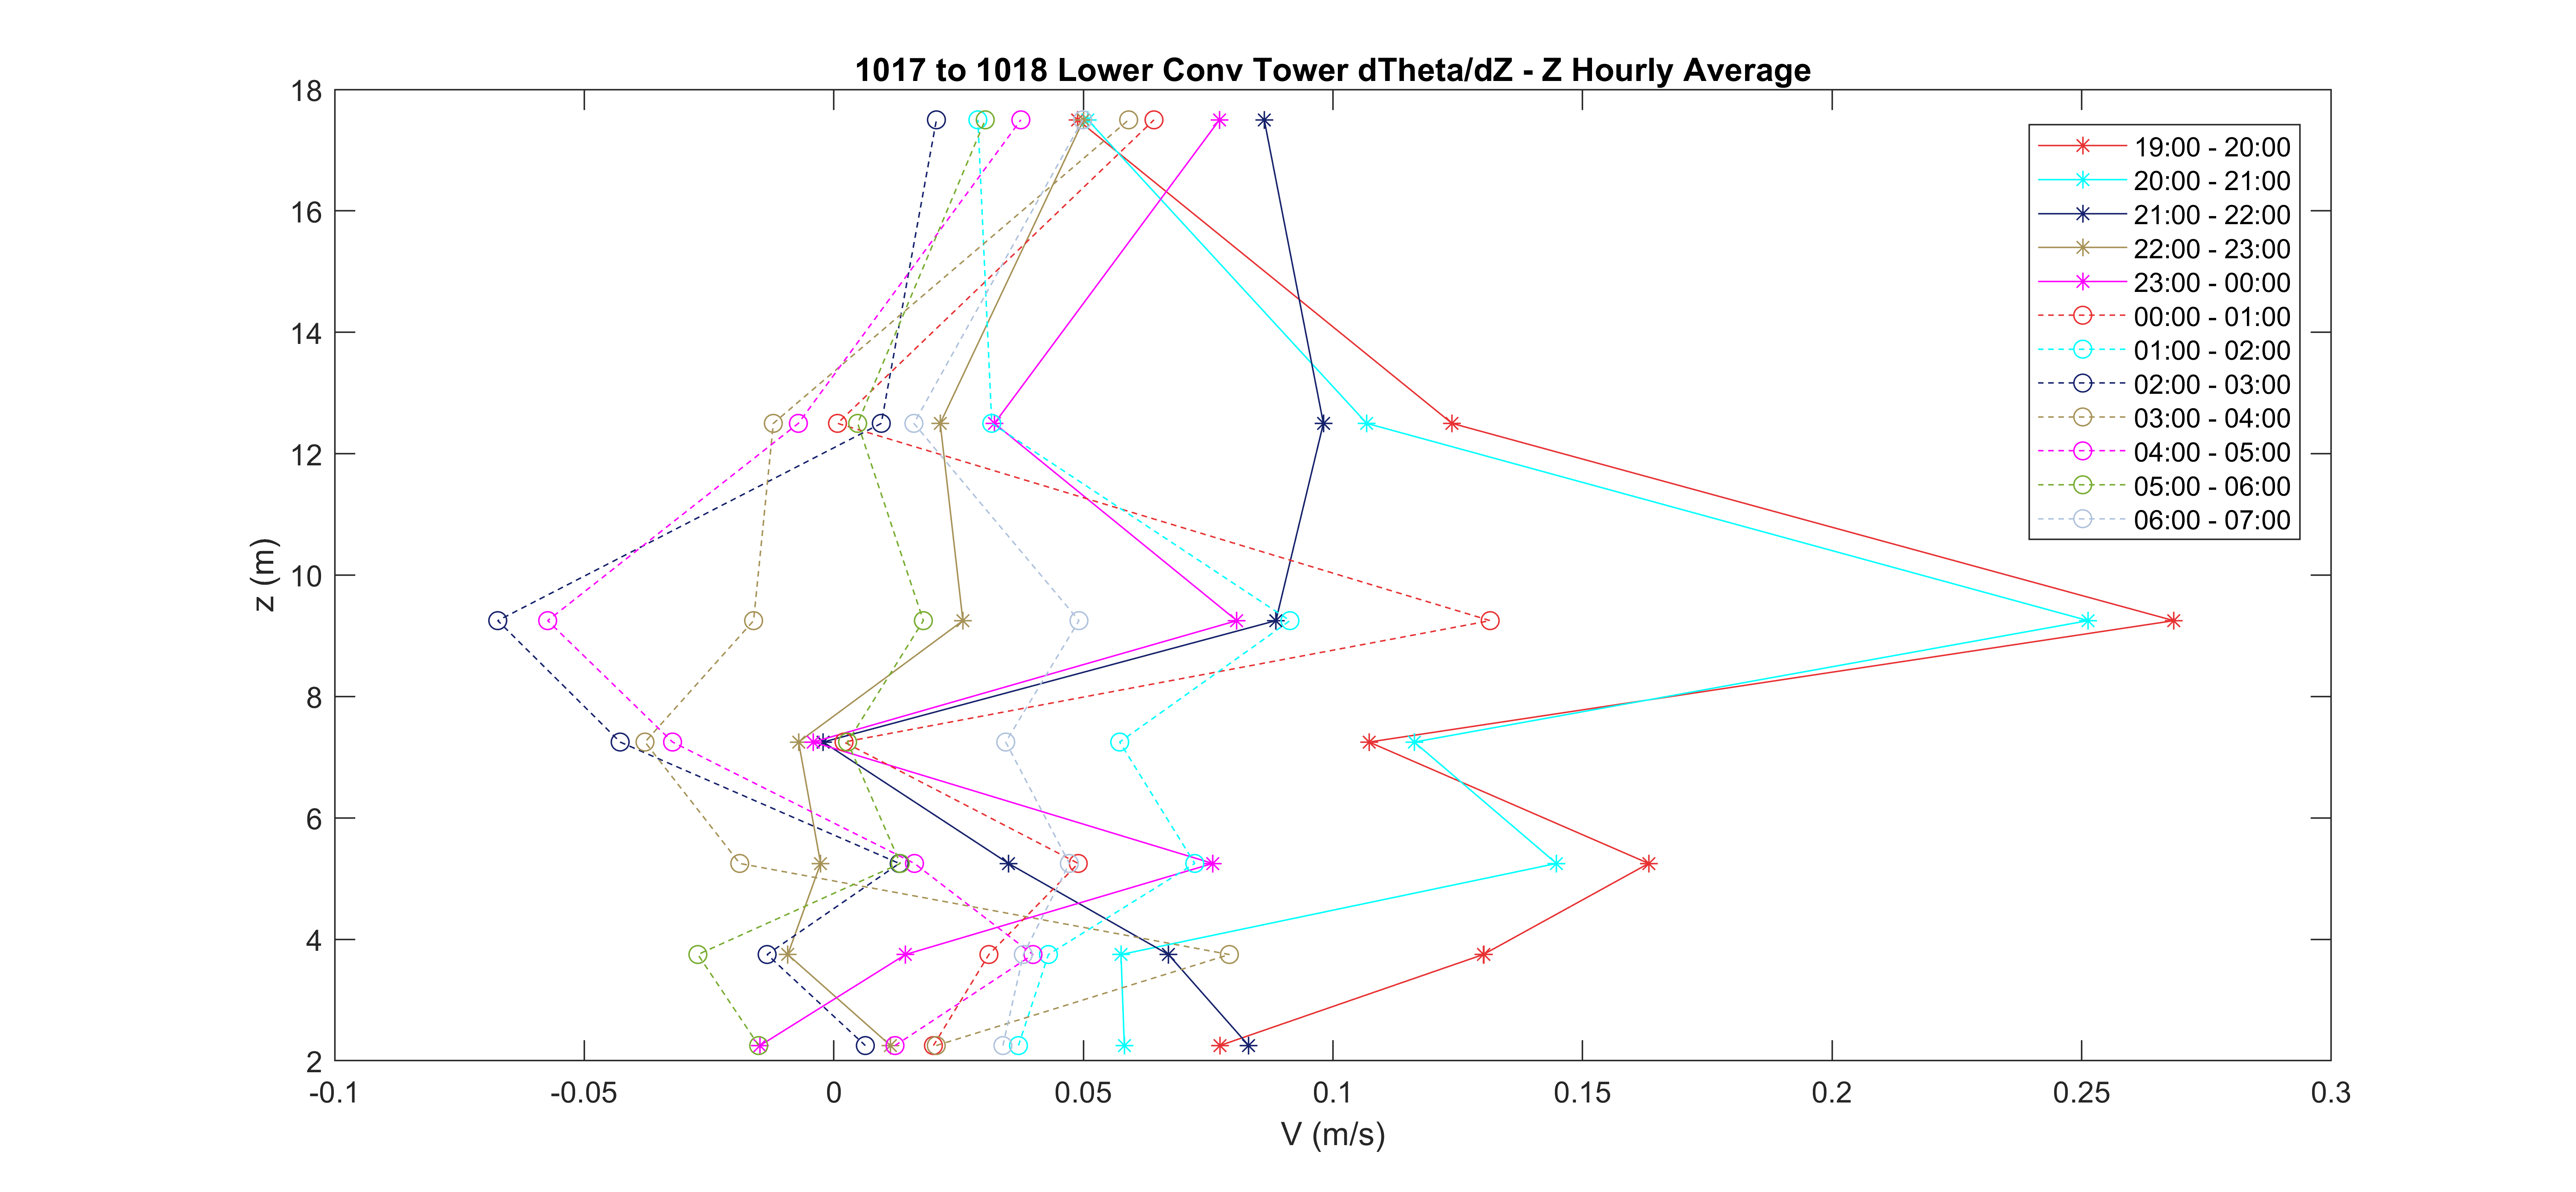 1017 to 1018 Lower Conv Tower dTheta/dZ - Z Hourly Average
18
16
14
12
10
8
6
4
2
z (m)
19:00 - 20:00
20:00 - 21:00
21:00 - 22:00
22:00 - 23:00
23:00 - 00:00
00:00 - 01:00
01:00 - 02:00
02:00 - 03:00
03:00 - 04:00
04:00 - 05:00
05:00 - 06:00
06:00 - 07:00
-0.1 -0.05 0 0.05 0.1 0.15 0.2 0.25 0.3
V (m/s)